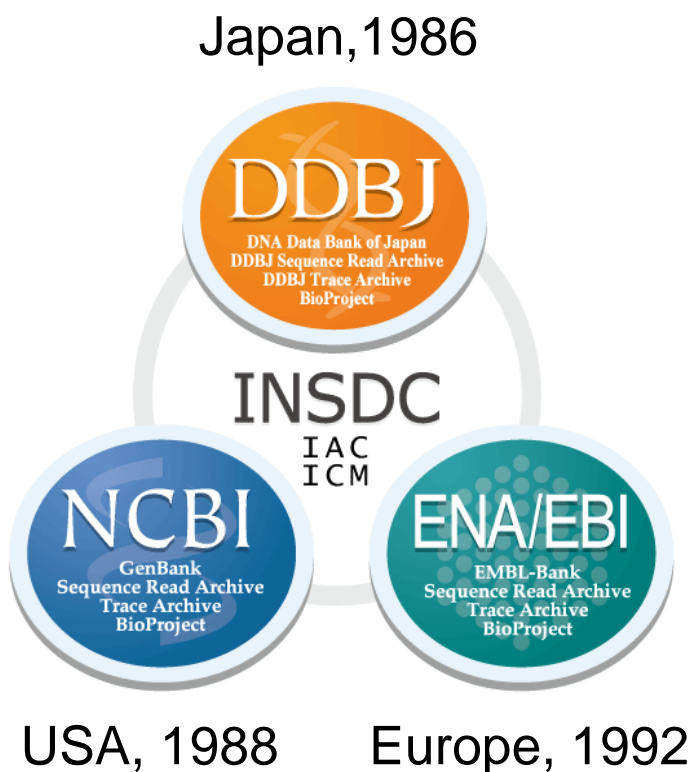 Japan,1986
DDBJ
DNA Data Bank of Japan
DDBJ Sequence Read Archive
DDBJ Trace Archive
BioProject
INSDC
IAC
ICM
NCBI
GenBank
Sequence Read Archive
Trace Archive
BioProject
ENA/EBI
EMBL-Bank
Sequence Read Archive
Trace Archive
BioProject
USA, 1988
Europe, 1992